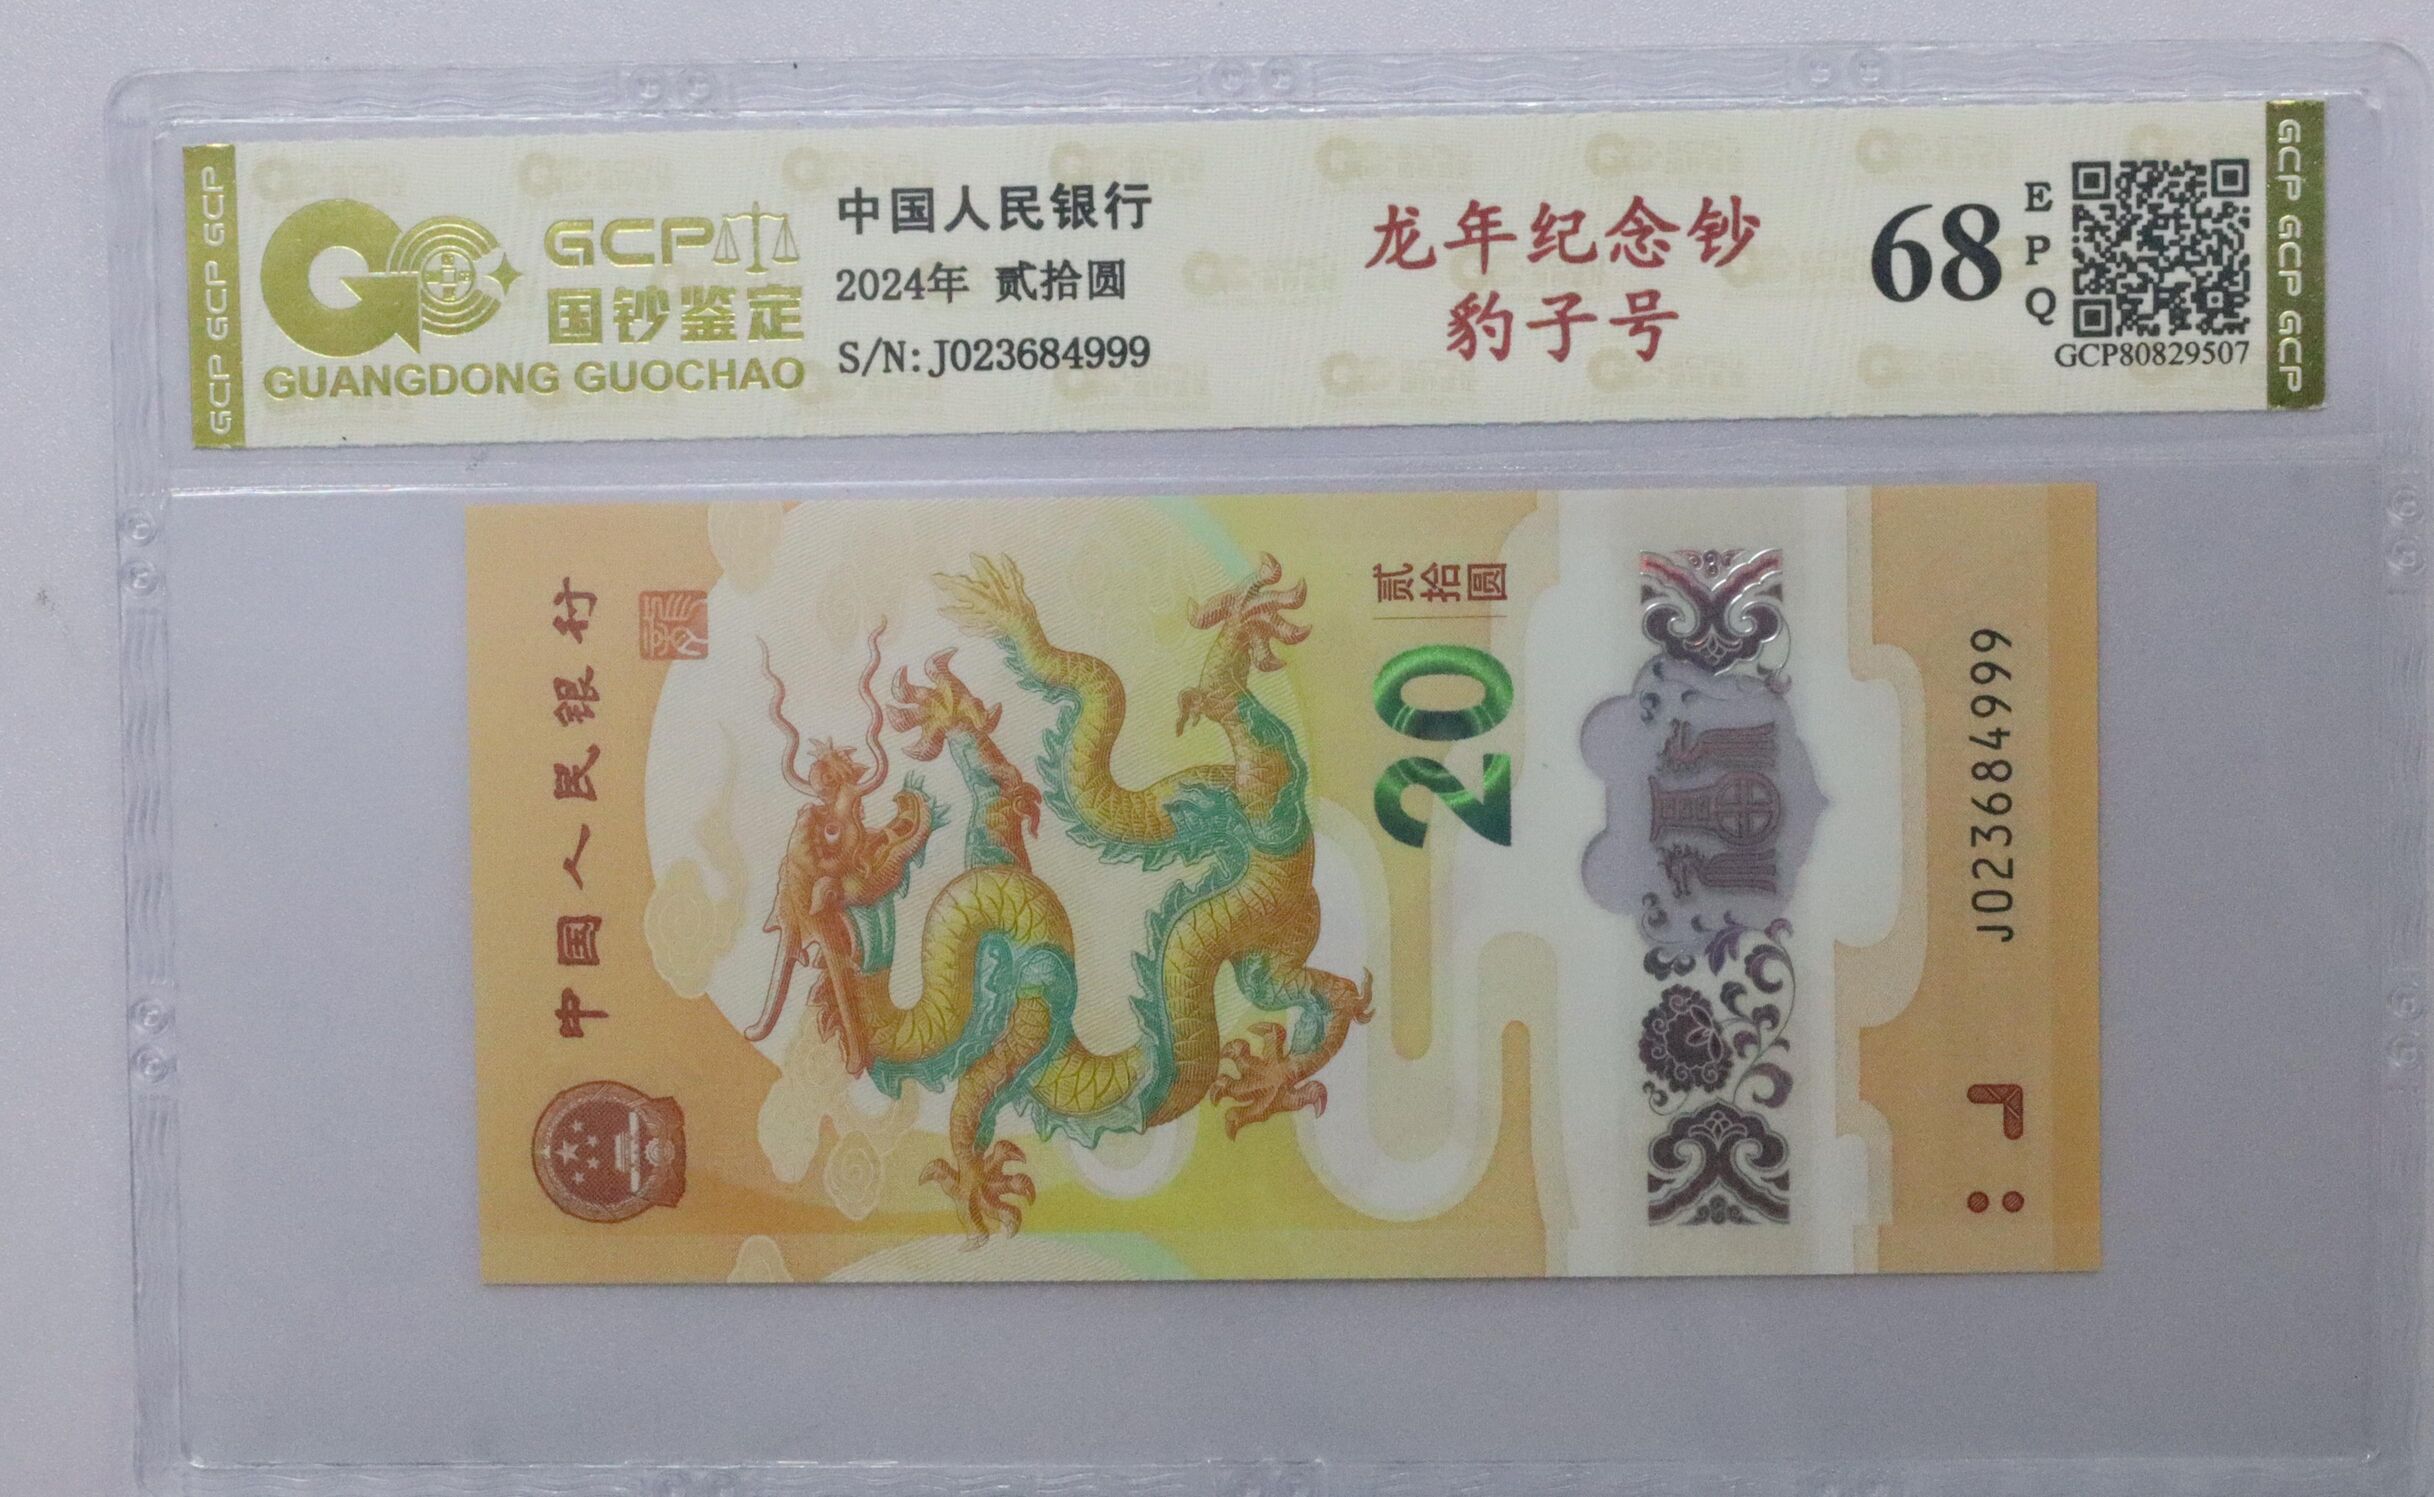 GCP GCP GCP
GCP
国钞鉴定
GUANGDONG GUOCHAO
中国人民银行
2024年 贰拾圆
S/N: J023684999
龙年纪念钞
豹子号
68
EPQ
GCP80829507
GCP GCP GCP
中国人民银行
贰拾圆
20
J023684999